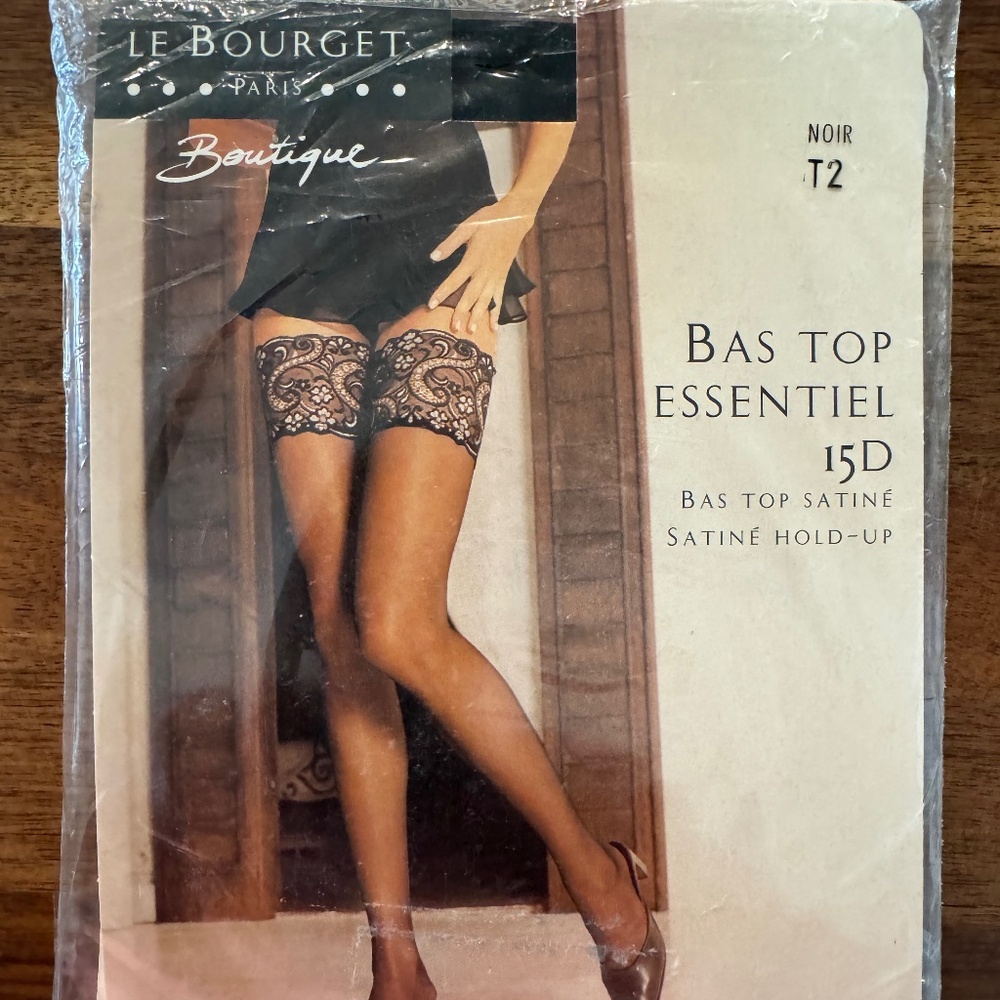 LE BOURGET
PARIS
Boutique
NOIR
T2
BAS TOP
ESSENTIEL
15D
BAS TOP SATINÉ
SATINÉ HOLD-UP